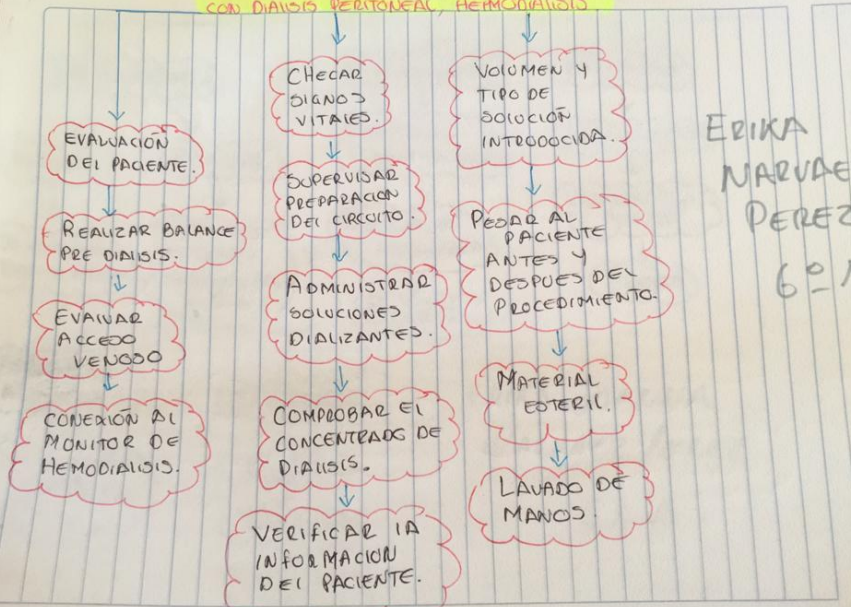 CON DIALISIS PERITONEAL, HEMODIALISIS
EVALUACIÓN
DEL PACIENTE.
REALIZAR BALANCE
PRE DIALISIS.
EVALUAR
ACCESO
VENOSO
CONEXIÓN AL
MONITOR DE
HEMODIALISIS.
CHECAR
SIGNOS
VITALES.
SUPERVISAR
PREPARACION
DEL CIRCUITO.
ADMINISTRAR
SOLUCIONES
DIALIZANTES.
COMPROBAR EL
CONCENTRADO DE
DIALISIS.
VERIFICAR LA
INFORMACION
DEL PACIENTE.
VOLUMEN Y
TIPO DE
SOLUCIÓN
INTRODOCIDA.
PESAR AL
PACIENTE
ANTES Y
DESPUES DEL
PROCEDIMIENTO.
MATERIAL
ESTERIL.
LAVADO DE
MANOS.
ERIKA
NARVAE
PEREZ
6º